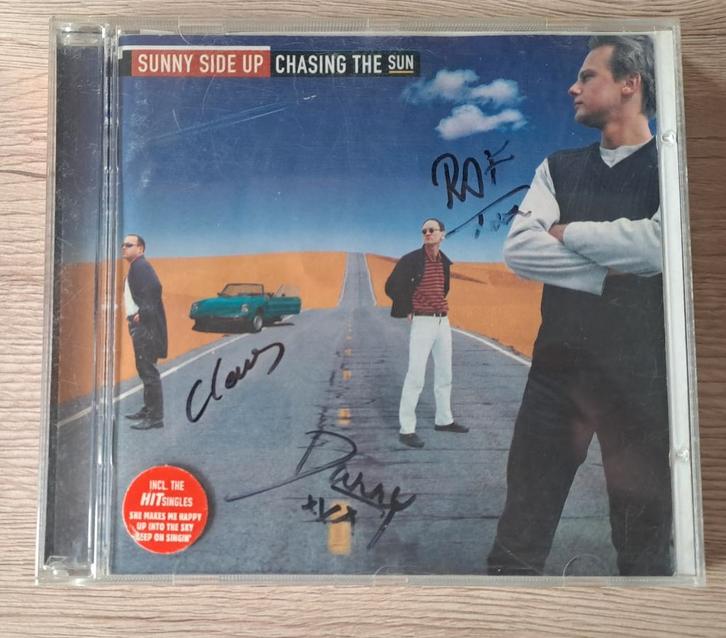 SUNNY SIDE UP CHASING THE SUN
Claus
Danny
INCL. THE
HIT SINGLES
SHE MAKES ME HAPPY
UP INTO THE SKY
KEEP ON SINGIN'